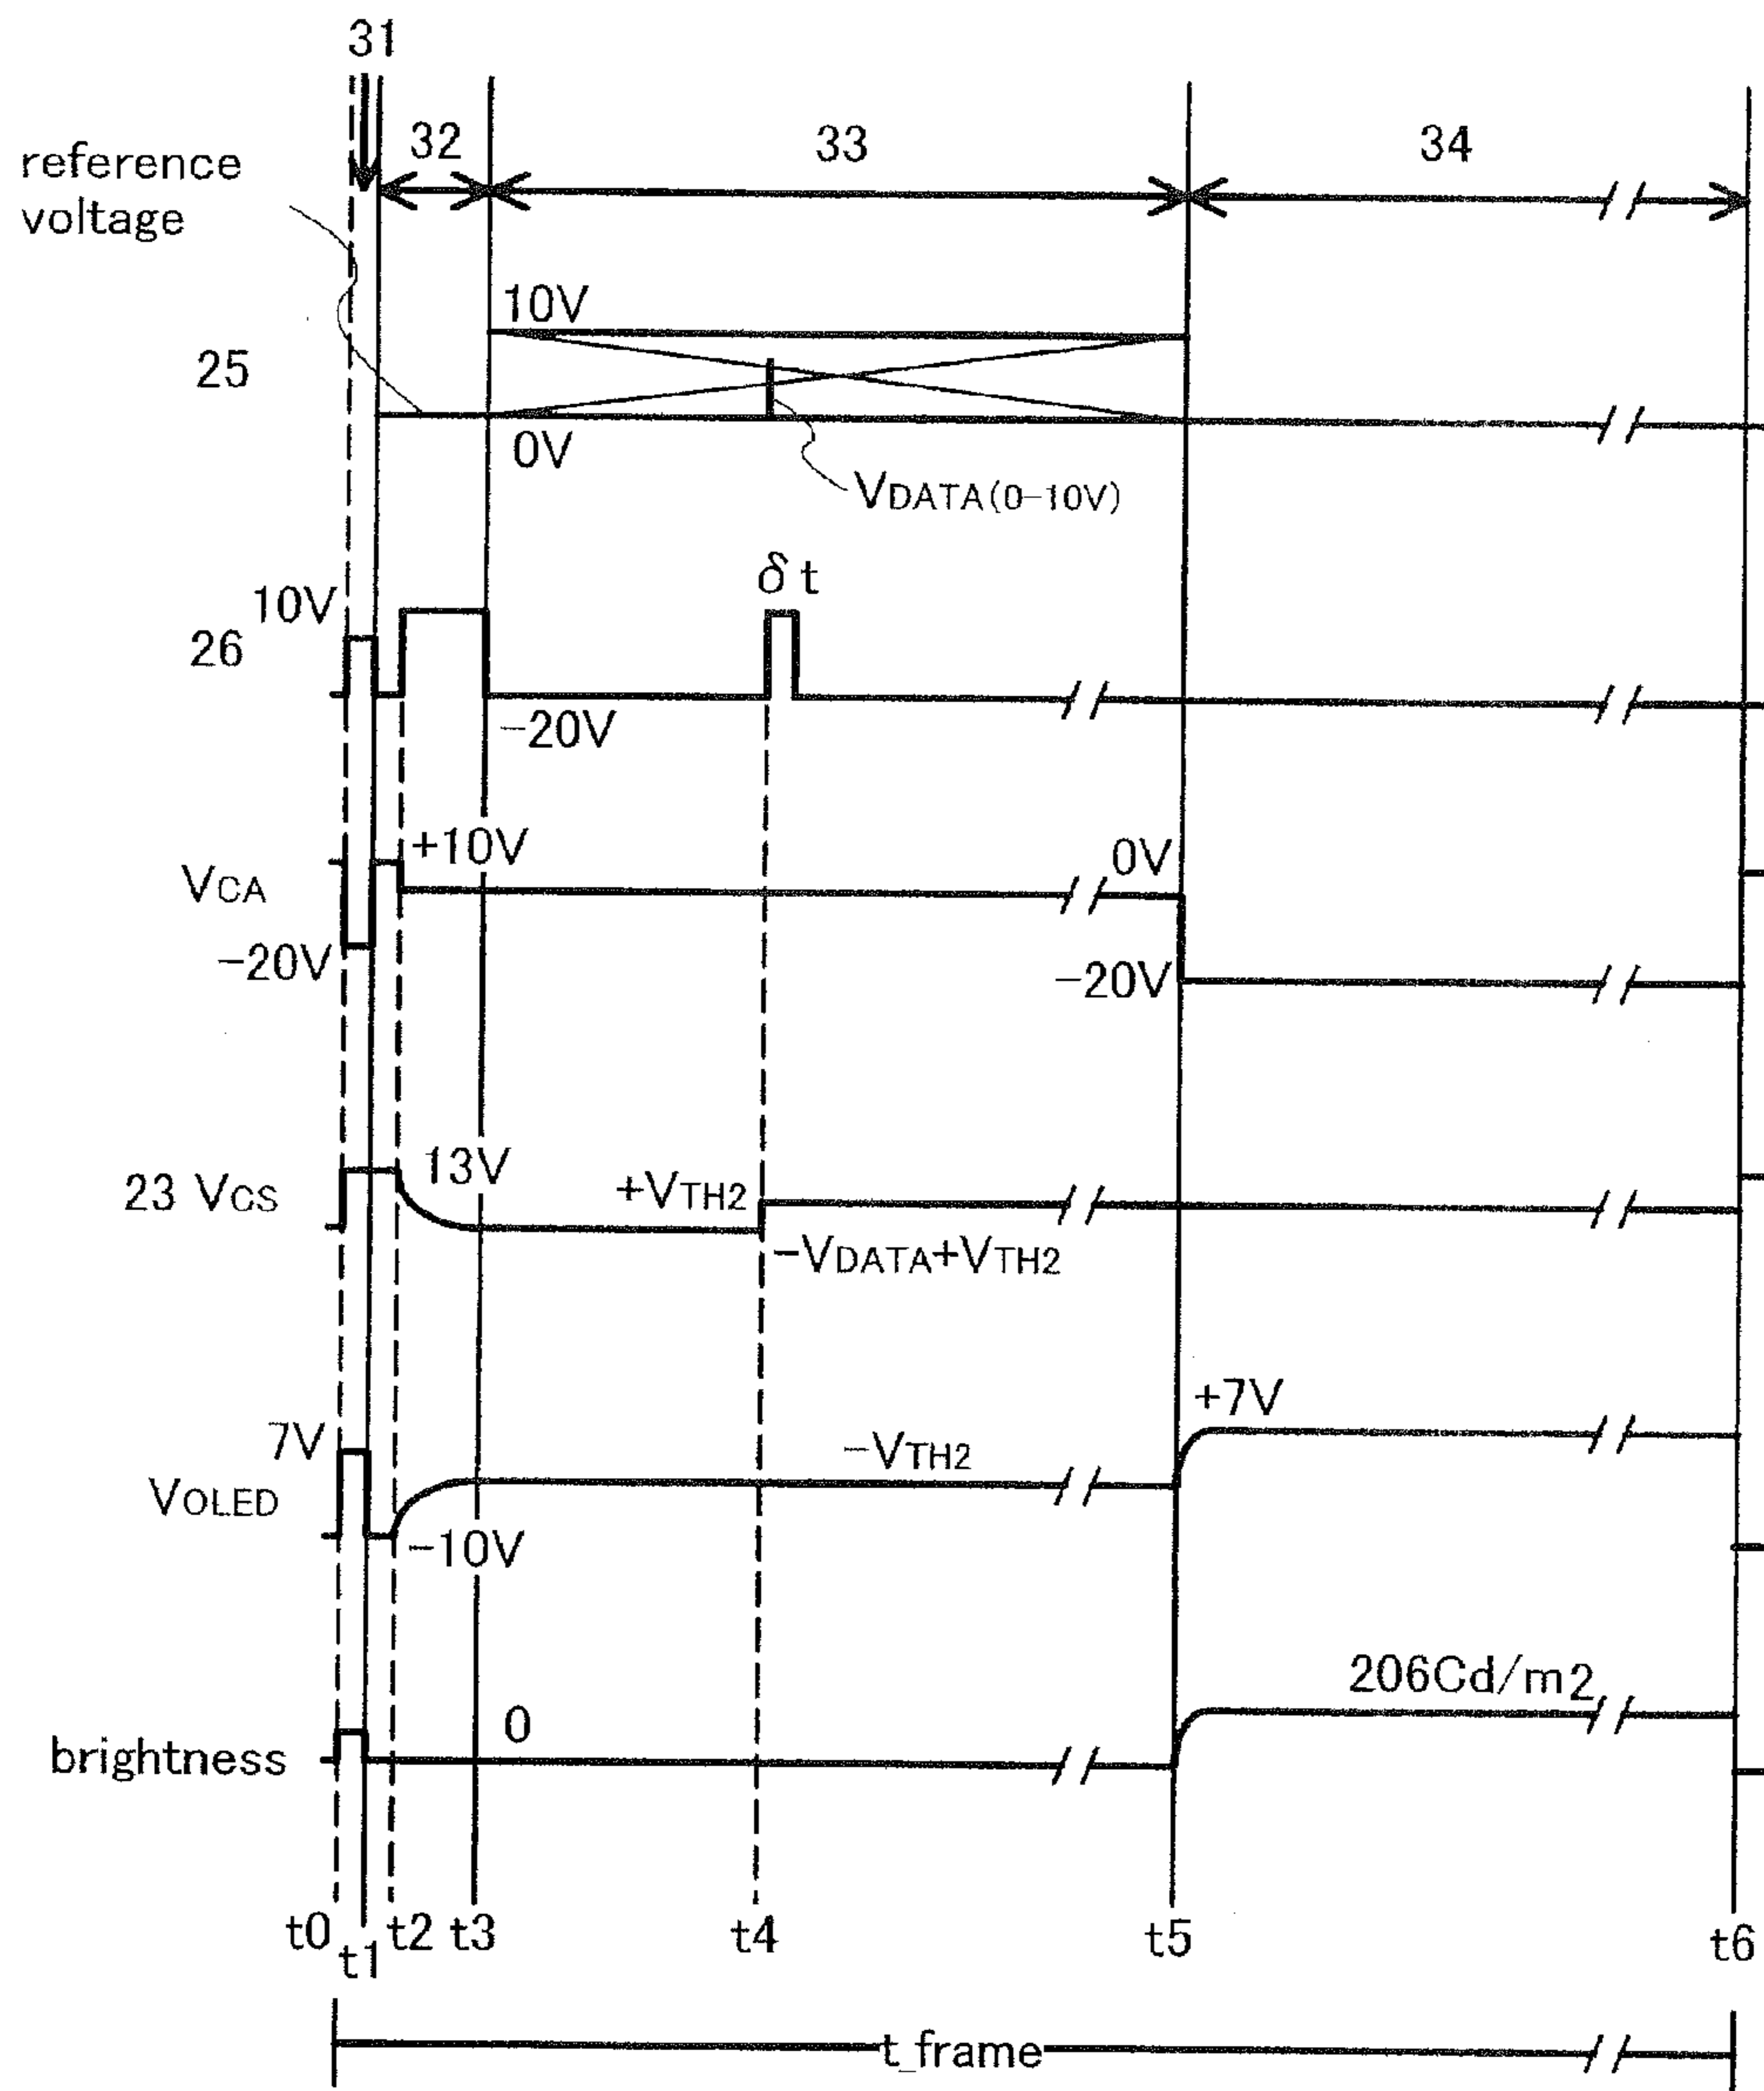 31
32
33
34
reference
voltage
10V
25
0V
VDATA(0-10V)
δt
10V
26
-20V
+10V
0V
VCA
-20V
-20V
13V
23 VCS
+VTH2
-VDATA+VTH2
+7V
7V
-VTH2
VOLED
-10V
206Cd/m2
0
brightness
t0
t1
t2
t3
t4
t5
t6
t_frame